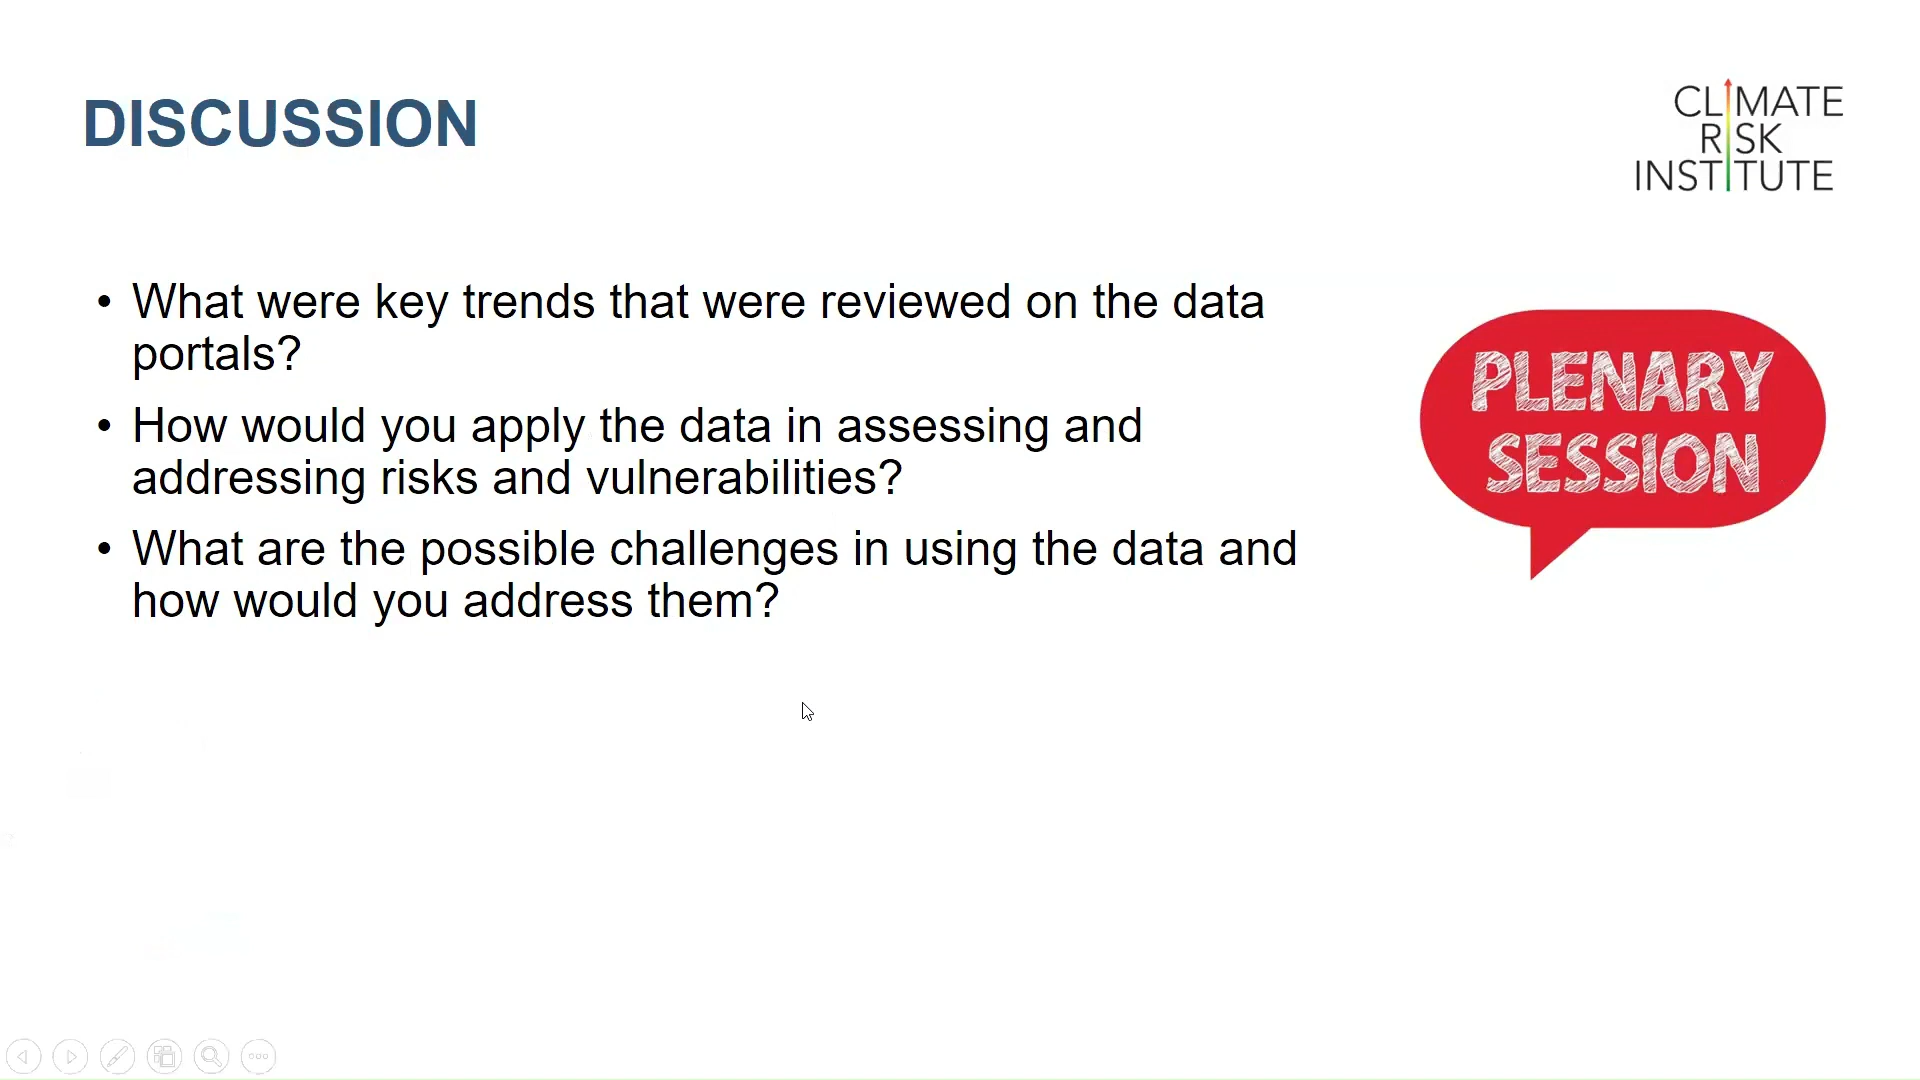 DISCUSSION
CLIMATE
RISK
INSTITUTE
• What were key trends that were reviewed on the data
portals?
• How would you apply the data in assessing and
addressing risks and vulnerabilities?
• What are the possible challenges in using the data and
how would you address them?
PLENARY
SESSION